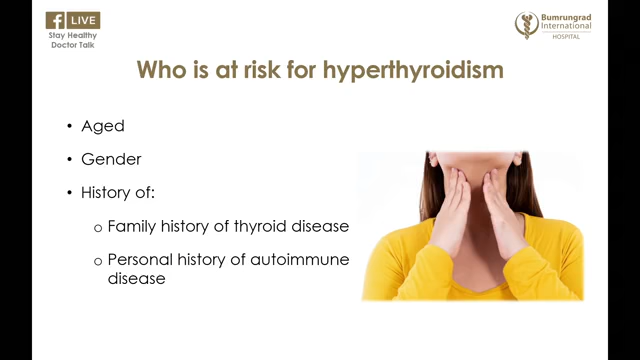 f LIVE
Stay Healthy
Doctor Talk
Bumrungrad
International
HOSPITAL
Who is at risk for hyperthyroidism
• Aged
• Gender
• History of:
o Family history of thyroid disease
o Personal history of autoimmune
disease